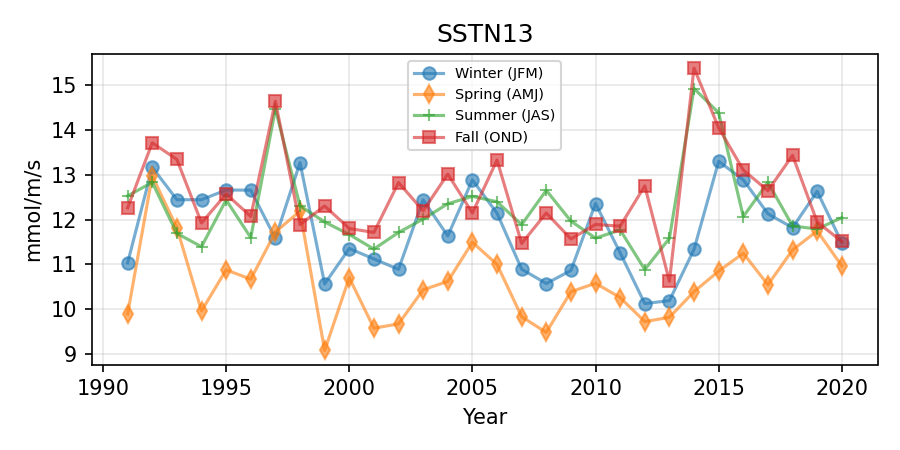 SSTN13
mmol/m/s
15
14
13
12
11
10
9
Winter (JFM)
Spring (AMJ)
Summer (JAS)
Fall (OND)
1990 1995 2000 2005 2010 2015 2020
Year